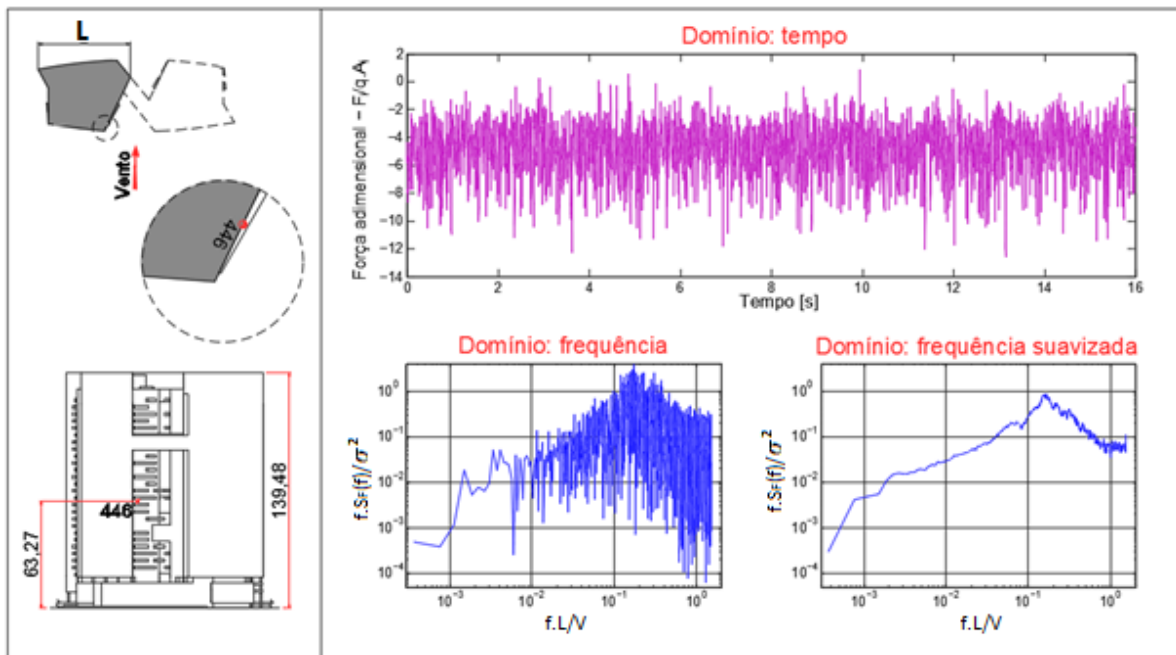 L
Vento
446
446
63,27
139,48
Domínio: tempo
Força adimensional – F/q.A
2
0
−2
−4
−6
−8
−10
−12
−14
0 2 4 6 8 10 12 14 16
Tempo [s]
Domínio: frequência
f.SF(f)/σ²
10⁰
10⁻¹
10⁻²
10⁻³
10⁻⁴
10⁻³ 10⁻² 10⁻¹ 10⁰
f.L/V
Domínio: frequência suavizada
f.SF(f)/σ²
10⁰
10⁻¹
10⁻²
10⁻³
10⁻⁴
10⁻³ 10⁻² 10⁻¹ 10⁰
f.L/V